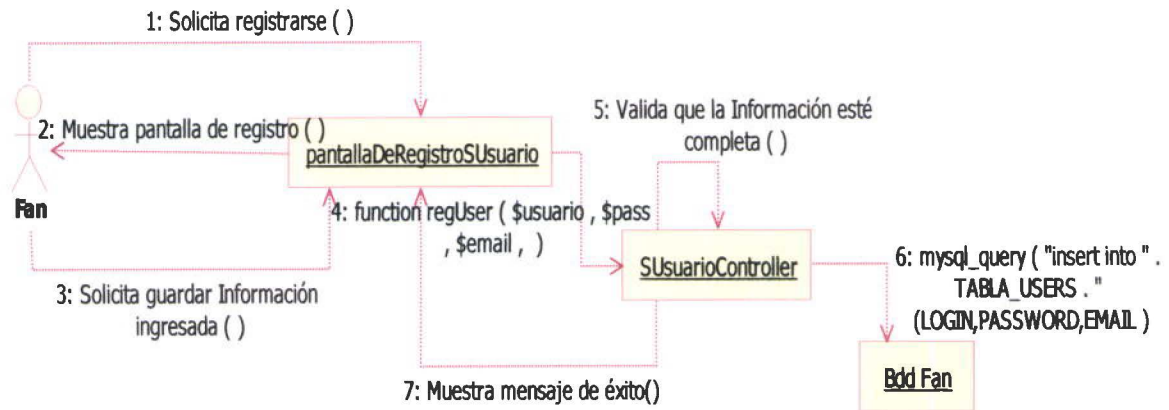 1: Solicita registrarse ( )
5: Valida que la Información esté
completa ( )
2: Muestra pantalla de registro ( )
pantallaDeRegistroSUsuario
Fan
4: function regUser ( $usuario , $pass
, $email , )
SUsuarioController
6: mysql_query ( "insert into " .
TABLA_USERS . "
(LOGIN,PASSWORD,EMAIL )
3: Solicita guardar Información
ingresada ( )
Bdd Fan
7: Muestra mensaje de éxito()